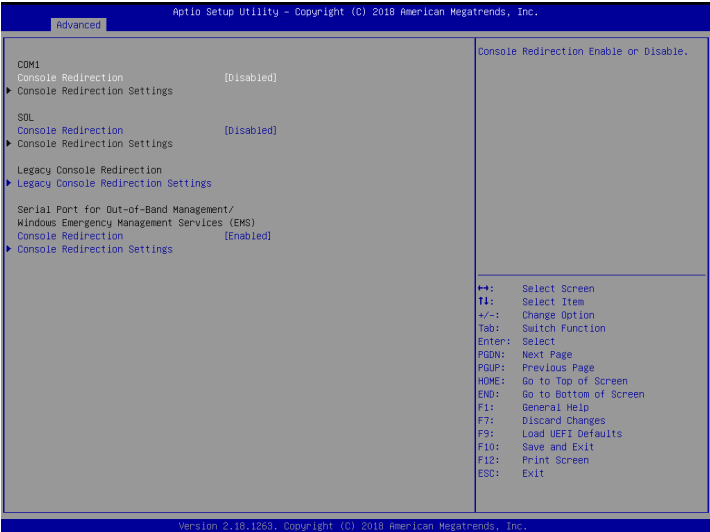 Aptio Setup Utility – Copyright (C) 2018 American Megatrends, Inc.
Advanced
COM1
Console Redirection [Disabled]
Console Redirection Settings
SOL
Console Redirection [Disabled]
Console Redirection Settings
Legacy Console Redirection
Legacy Console Redirection Settings
Serial Port for Out-of-Band Management/
Windows Emergency Management Services (EMS)
Console Redirection [Enabled]
Console Redirection Settings
Console Redirection Enable or Disable.
↔: Select Screen
↑↓: Select Item
+/-: Change Option
Tab: Switch Function
Enter: Select
PGDN: Next Page
PGUP: Previous Page
HOME: Go to Top of Screen
END: Go to Bottom of Screen
F1: General Help
F7: Discard Changes
F9: Load UEFI Defaults
F10: Save and Exit
F12: Print Screen
ESC: Exit
Version 2.18.1263. Copyright (C) 2018 American Megatrends, Inc.